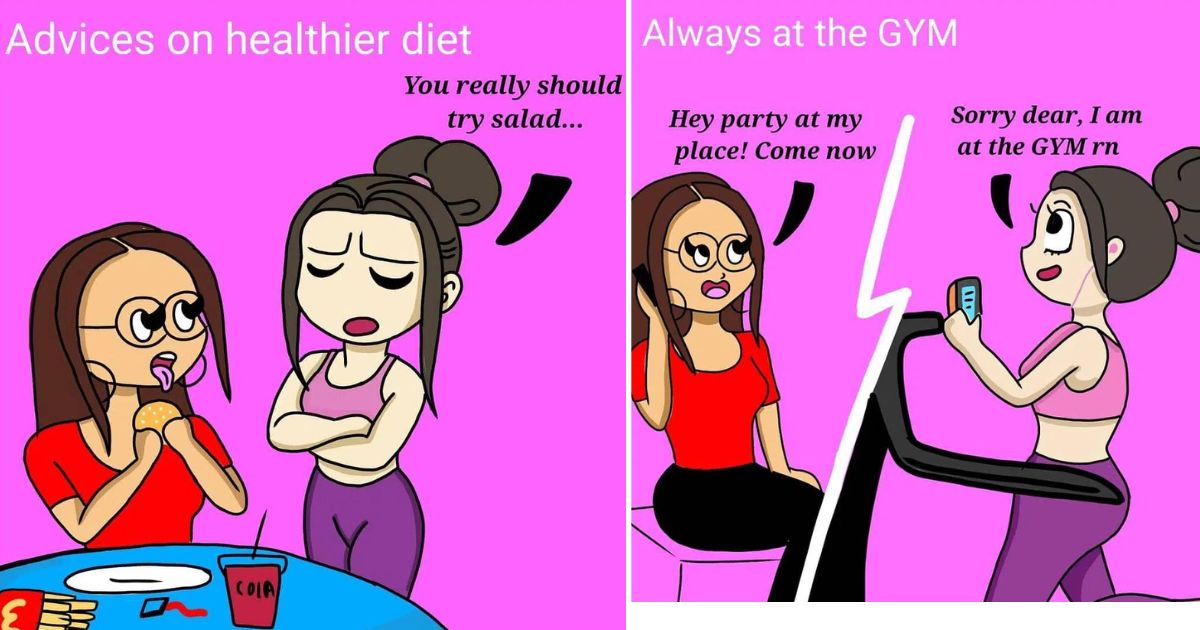 Advices on healthier diet
You really should
try salad...
COLA
Always at the GYM
Hey party at my
place! Come now
Sorry dear, I am
at the GYM rn